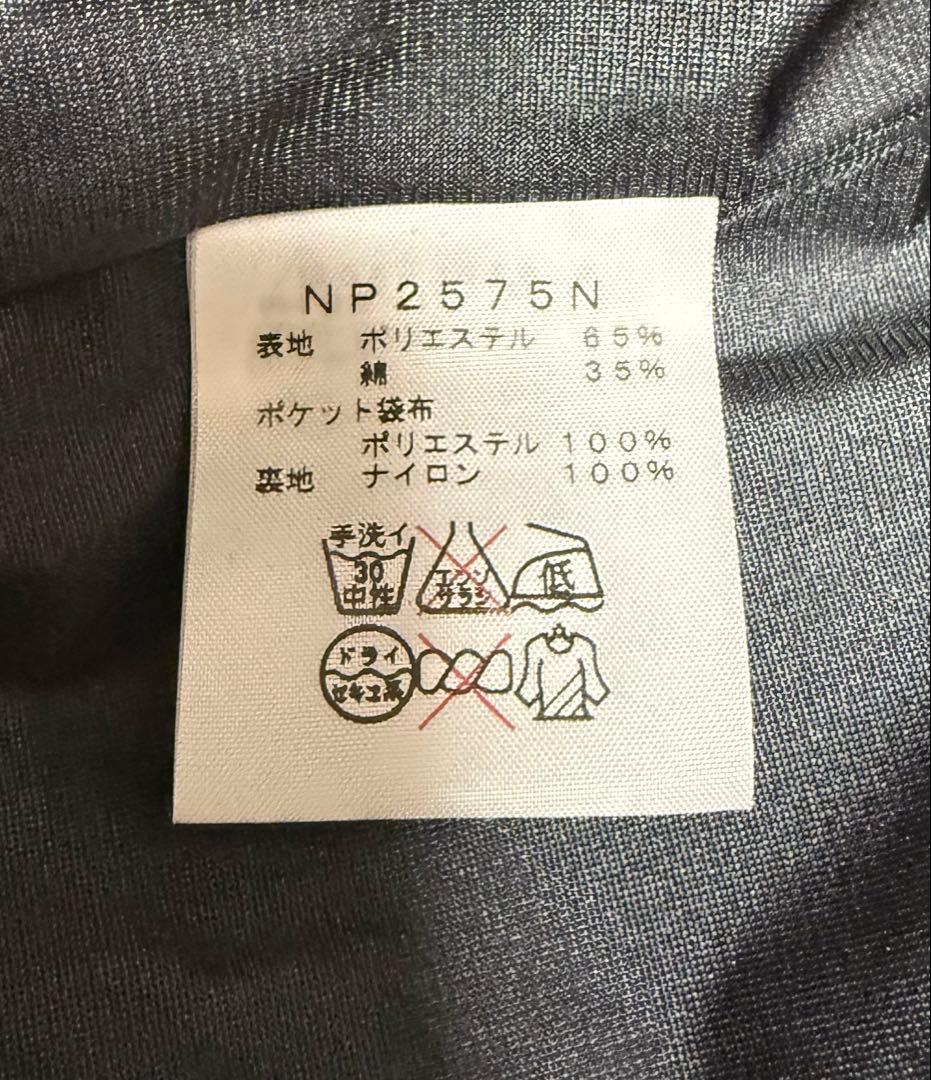 NP2575N
表地 ポリエステル 65%
綿 35%
ポケット袋布
ポリエステル 100%
裏地 ナイロン 100%
手洗イ
30
中性
エンソ
サラシ
低
ドライ
セキユ系